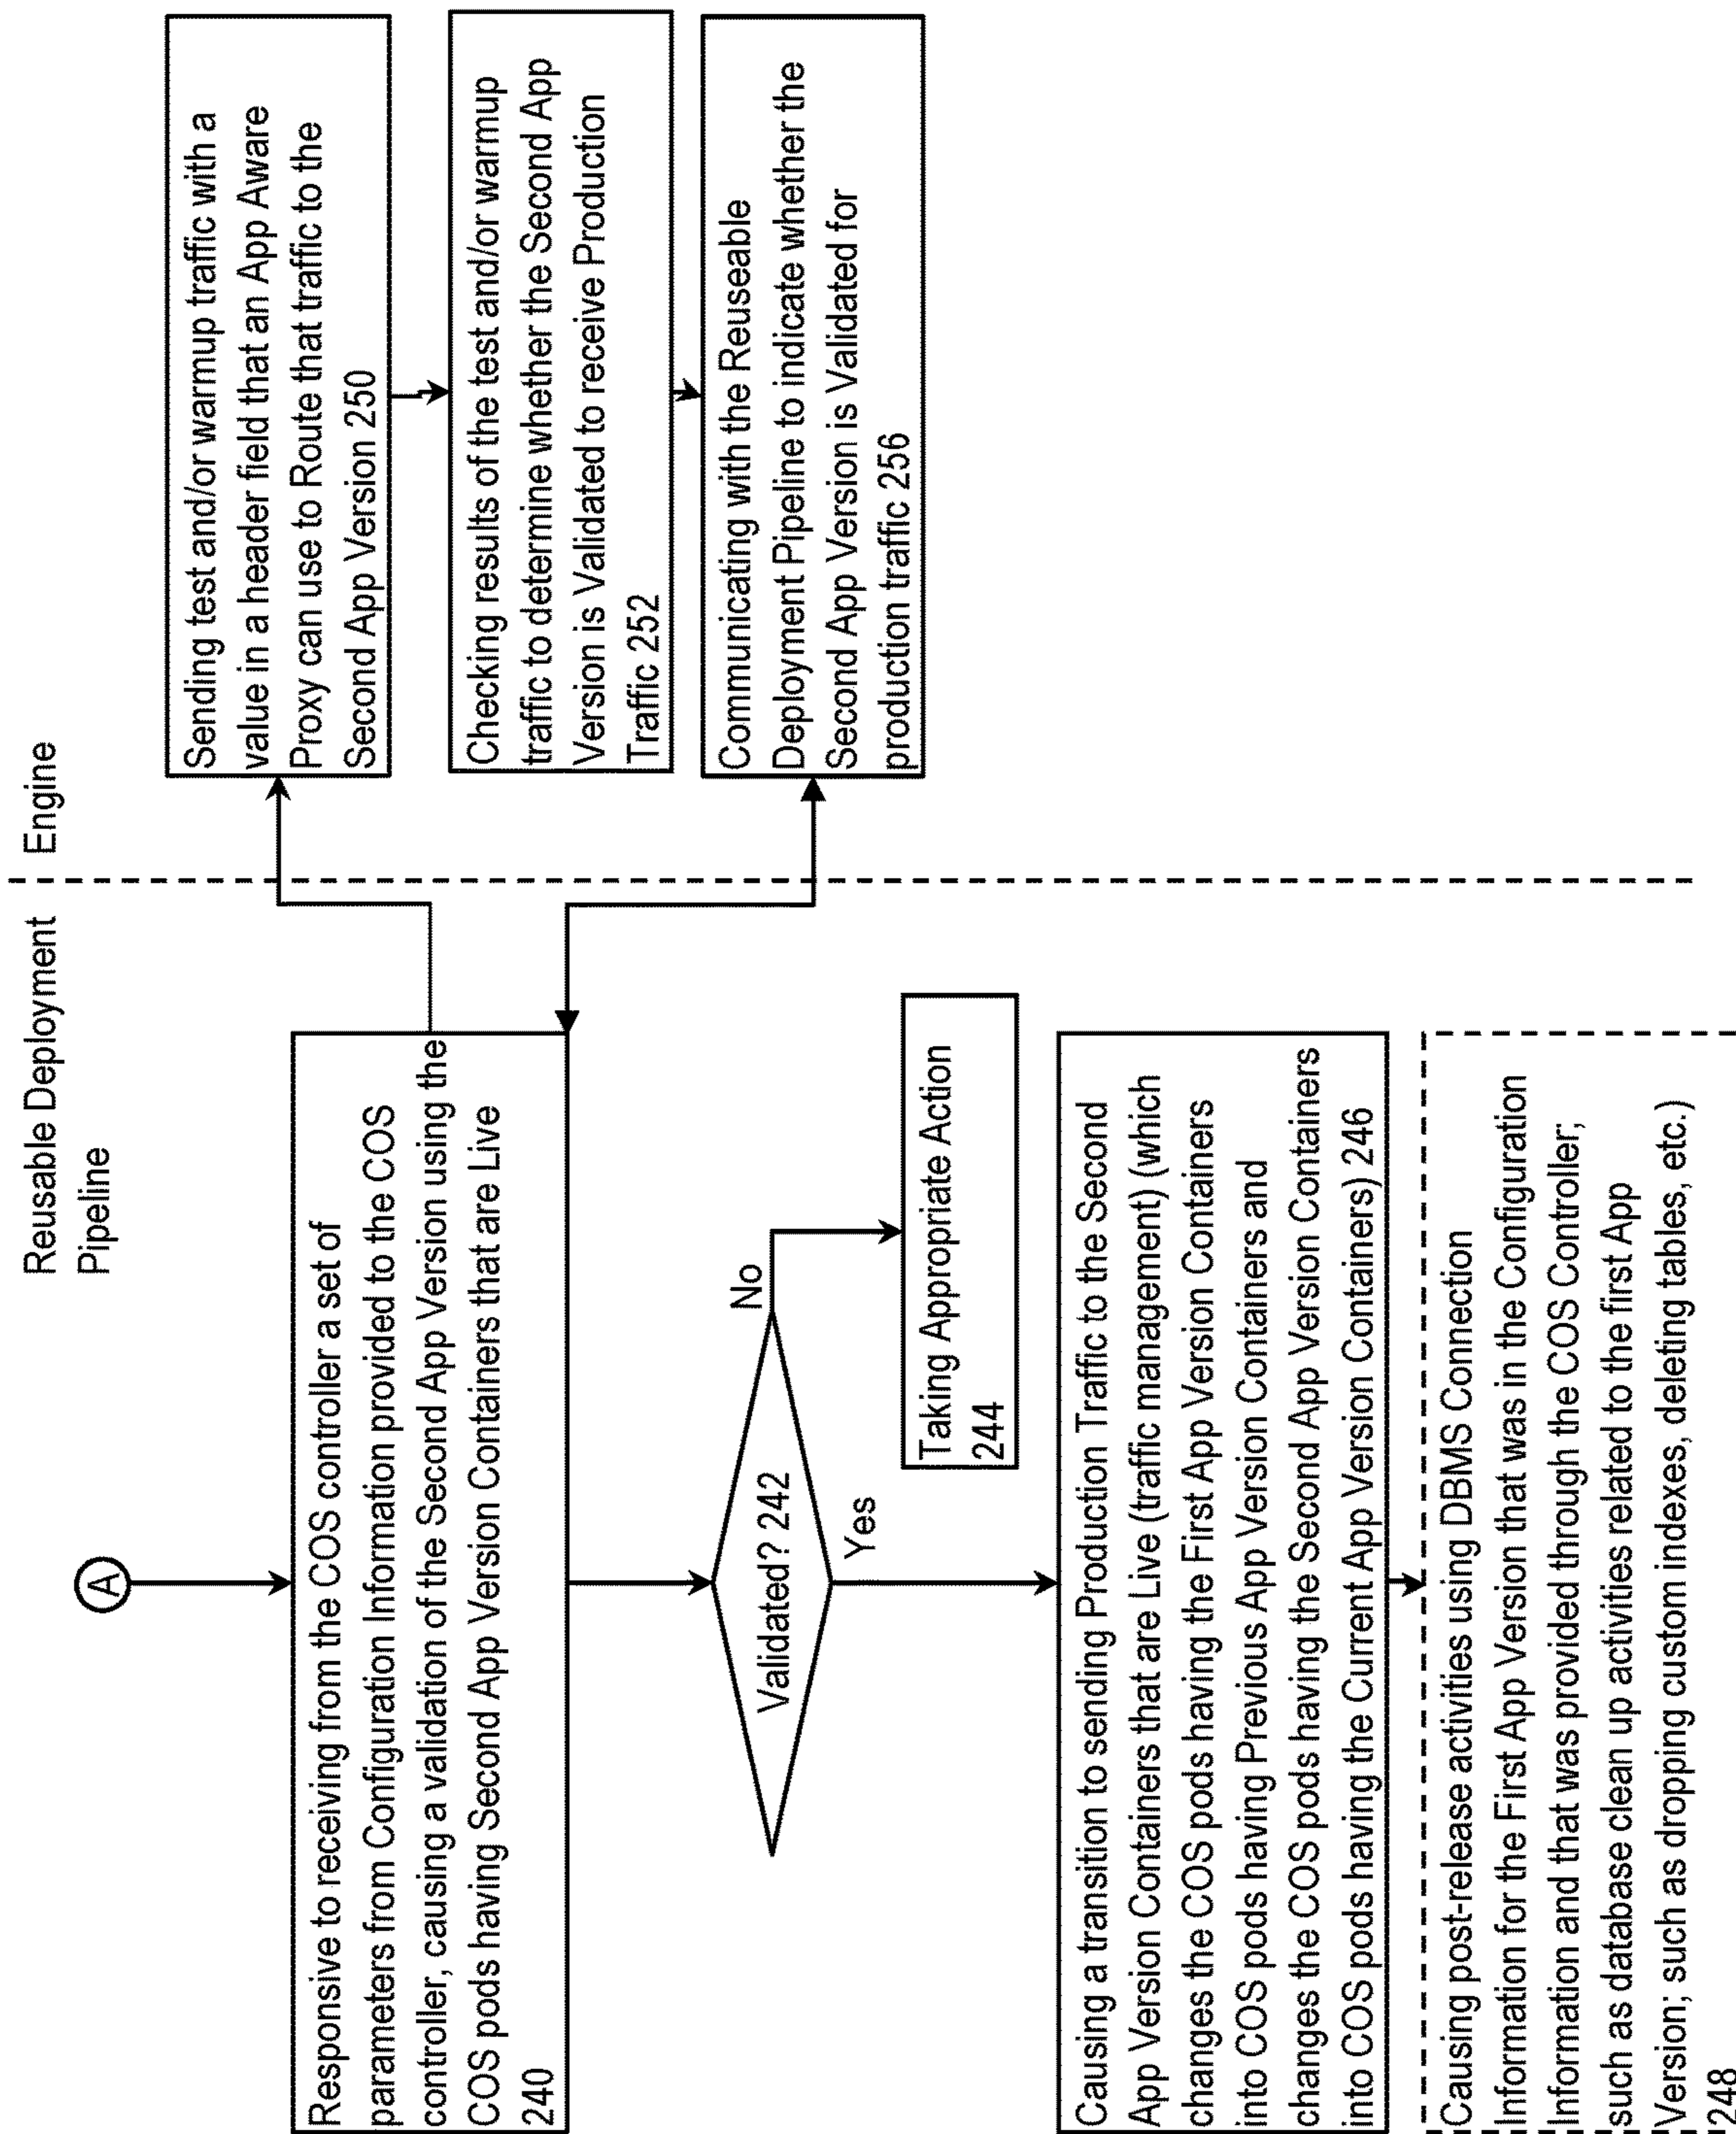 Reusable Deployment
Pipeline
Engine
A
Responsive to receiving from the COS controller a set of
parameters from Configuration Information provided to the COS
controller, causing a validation of the Second App Version using the
COS pods having Second App Version Containers that are Live
240
Validated? 242
No
Yes
Taking Appropriate Action
244
Causing a transition to sending Production Traffic to the Second
App Version Containers that are Live (traffic management) (which
changes the COS pods having the First App Version Containers
into COS pods having Previous App Version Containers and
changes the COS pods having the Second App Version Containers
into COS pods having the Current App Version Containers) 246
Causing post-release activities using DBMS Connection
Information for the First App Version that was in the Configuration
Information and that was provided through the COS Controller;
such as database clean up activities related to the first App
Version; such as dropping custom indexes, deleting tables, etc.)
248
Sending test and/or warmup traffic with a
value in a header field that an App Aware
Proxy can use to Route that traffic to the
Second App Version 250
Checking results of the test and/or warmup
traffic to determine whether the Second App
Version is Validated to receive Production
Traffic 252
Communicating with the Reuseable
Deployment Pipeline to indicate whether the
Second App Version is Validated for
production traffic 256